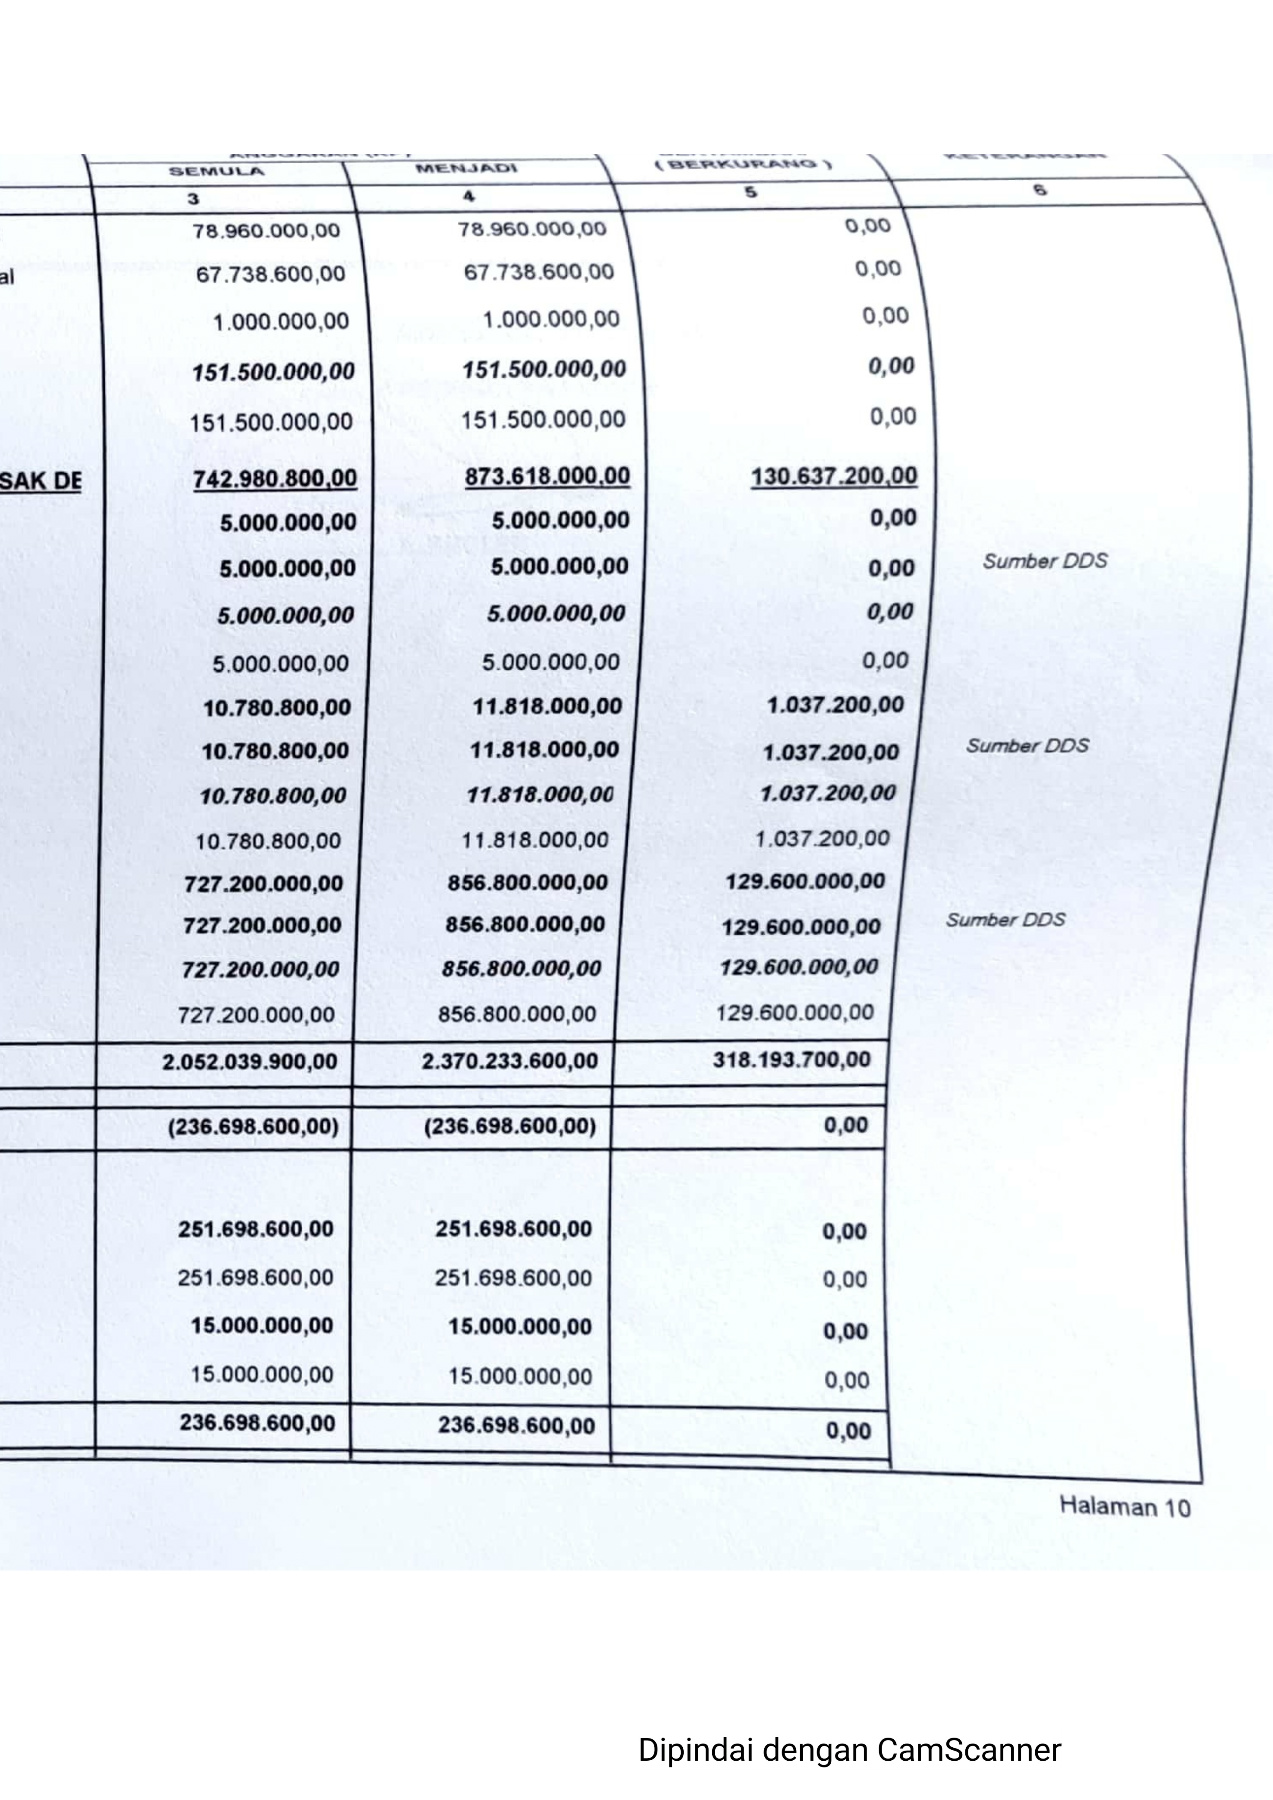 ANGGARAN (RP)
SEMULA MENJADI (BERKURANG) KETERANGAN
3 4 5 6
78.960.000,00 78.960.000,00 0,00
al 67.738.600,00 67.738.600,00 0,00
1.000.000,00 1.000.000,00 0,00
151.500.000,00 151.500.000,00 0,00
151.500.000,00 151.500.000,00 0,00
SAK DE 742.980.800,00 873.618.000,00 130.637.200,00
5.000.000,00 5.000.000,00 0,00
5.000.000,00 5.000.000,00 0,00 Sumber DDS
5.000.000,00 5.000.000,00 0,00
5.000.000,00 5.000.000,00 0,00
10.780.800,00 11.818.000,00 1.037.200,00
10.780.800,00 11.818.000,00 1.037.200,00 Sumber DDS
10.780.800,00 11.818.000,00 1.037.200,00
10.780.800,00 11.818.000,00 1.037.200,00
727.200.000,00 856.800.000,00 129.600.000,00
727.200.000,00 856.800.000,00 129.600.000,00 Sumber DDS
727.200.000,00 856.800.000,00 129.600.000,00
727.200.000,00 856.800.000,00 129.600.000,00
2.052.039.900,00 2.370.233.600,00 318.193.700,00
(236.698.600,00) (236.698.600,00) 0,00
251.698.600,00 251.698.600,00 0,00
251.698.600,00 251.698.600,00 0,00
15.000.000,00 15.000.000,00 0,00
15.000.000,00 15.000.000,00 0,00
236.698.600,00 236.698.600,00 0,00
Halaman 10
Dipindai dengan CamScanner